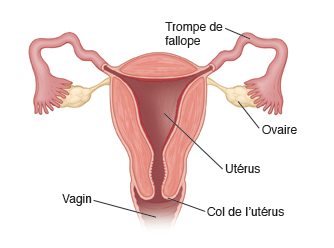 Trompe de
fallope
Ovaire
Utérus
Vagin
Col de l'utérus